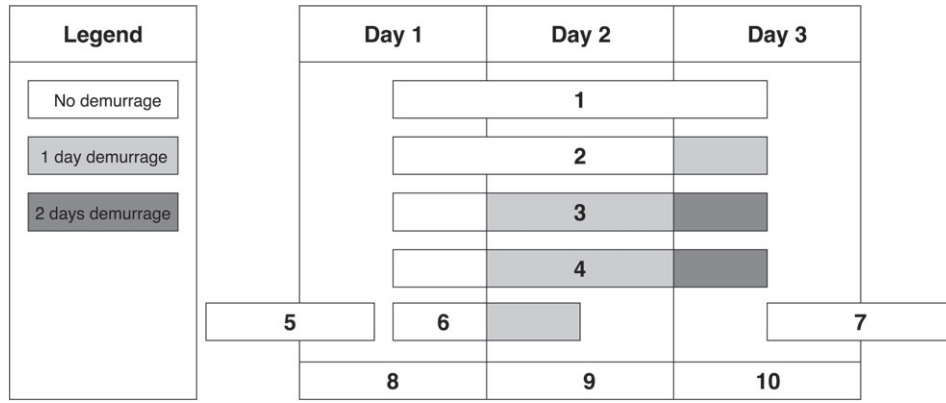 Legend
No demurrage
1 day demurrage
2 days demurrage
Day 1 Day 2 Day 3
1
2
3
4
5 6 7
8 9 10